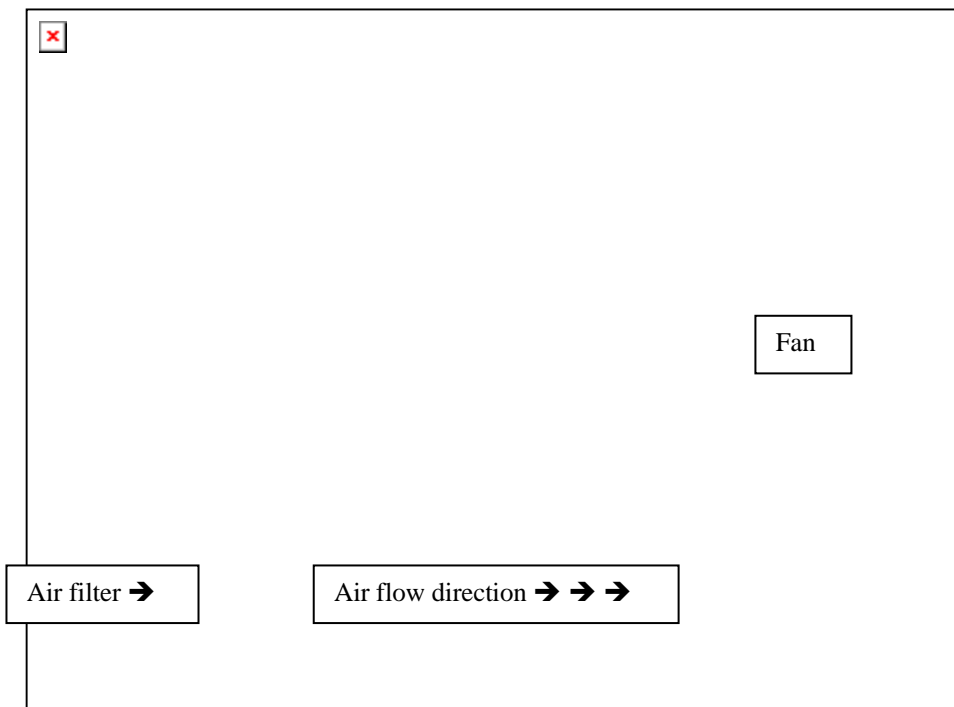 Fan
Air filter ➔
Air flow direction ➔ ➔ ➔